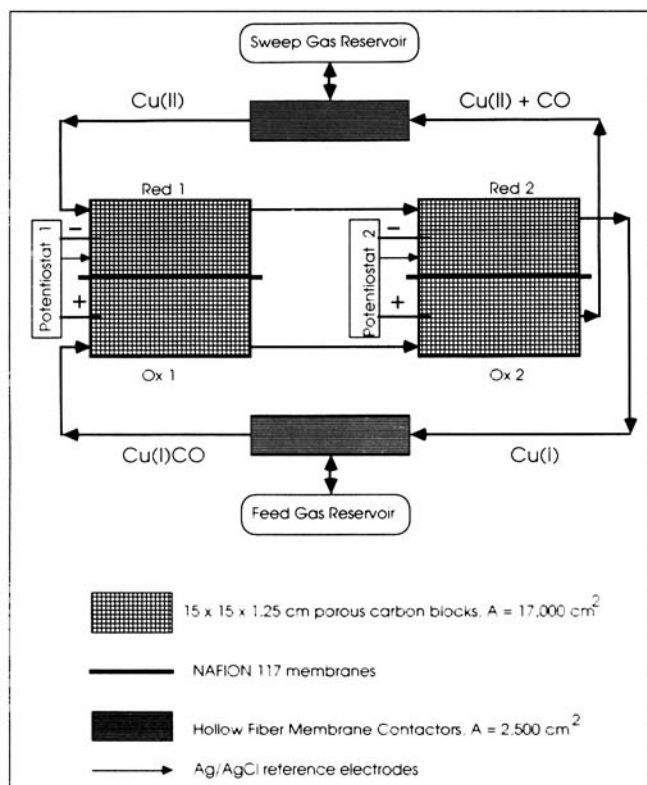 Sweep Gas Reservoir
Cu(II)
Cu(II) + CO
Red 1
Red 2
Potentiostat 1
−
+
Potentiostat 2
−
+
Ox 1
Ox 2
Cu(I)CO
Cu(i)
Feed Gas Reservoir
15 x 15 x 1.25 cm porous carbon blocks. A = 17,000 cm²
NAFION 117 membranes
Hollow Fiber Membrane Contactors. A = 2,500 cm²
Ag/AgCl reference electrodes